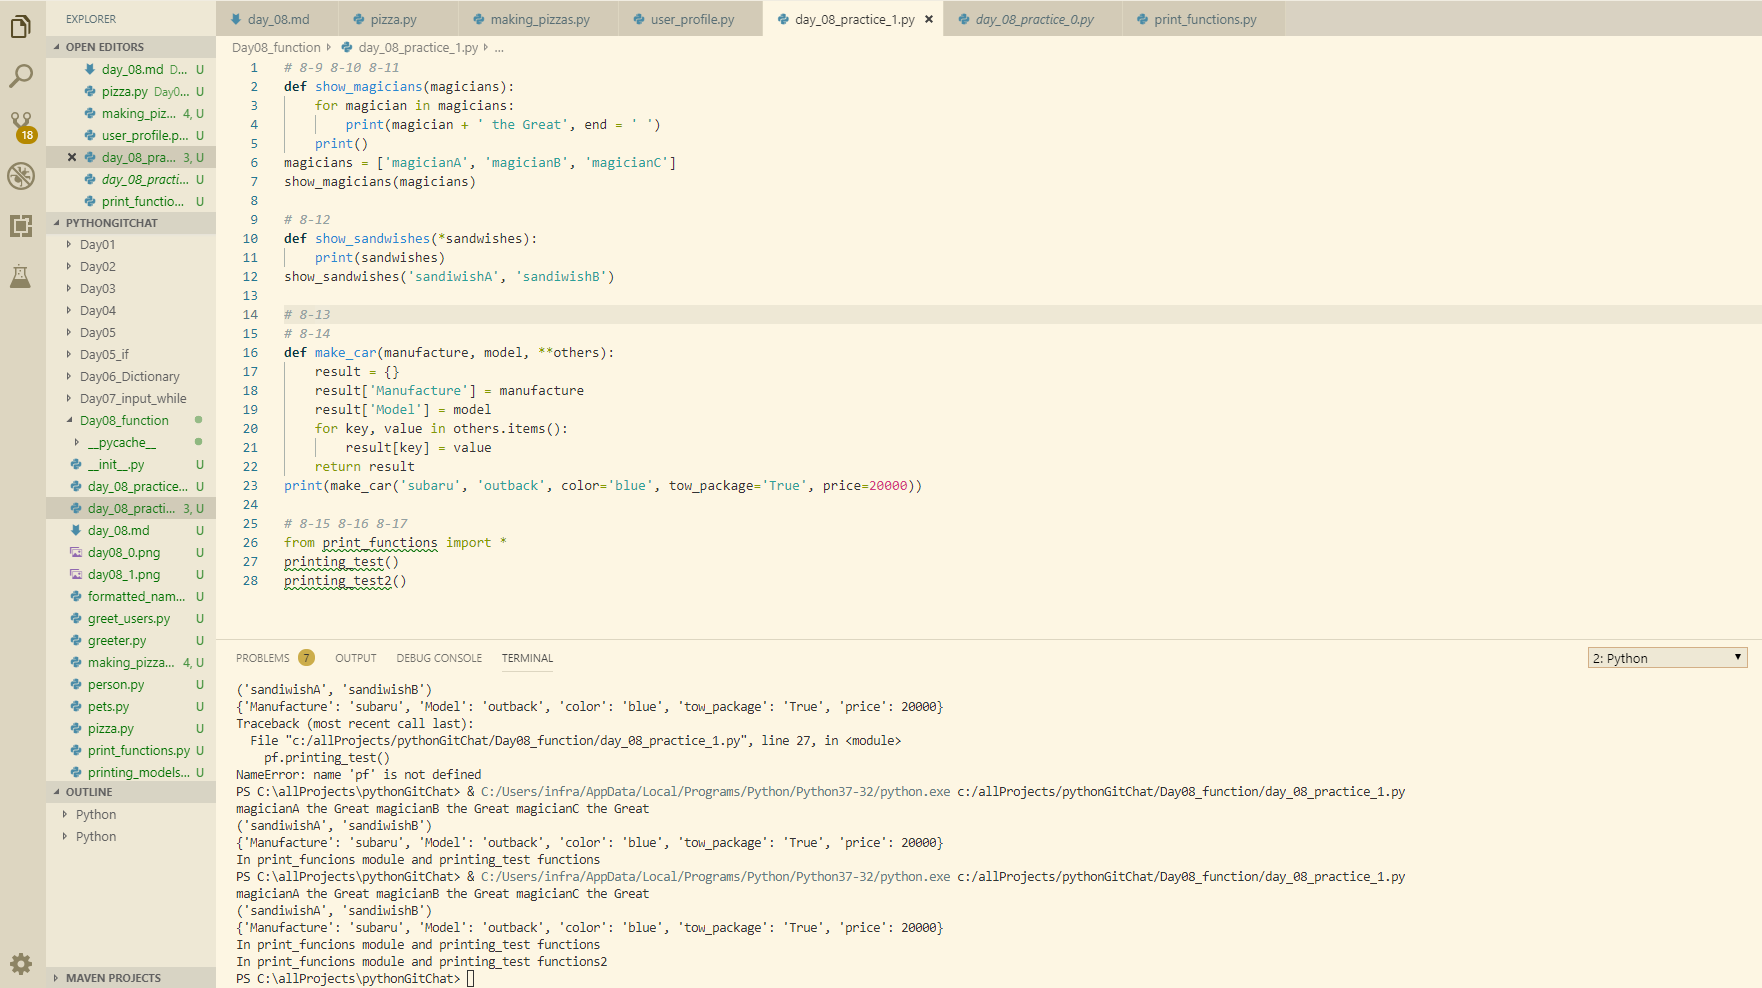 EXPLORER
OPEN EDITORS
day_08.md D... U
pizza.py Day0... U
making_piz... 4, U
user_profile.p... U
day_08_pra... 3, U
day_08_practi... U
print_functio... U
PYTHONGITCHAT
Day01
Day02
Day03
Day04
Day05
Day05_if
Day06_Dictionary
Day07_input_while
Day08_function
__pycache__
__init__.py U
day_08_practice... U
day_08_practi... 3, U
day_08.md U
day08_0.png U
day08_1.png U
formatted_nam... U
greet_users.py U
greeter.py U
making_pizza... 4, U
person.py U
pets.py U
pizza.py U
print_functions.py U
printing_models... U
OUTLINE
Python
Python
MAVEN PROJECTS
18
day_08.md pizza.py making_pizzas.py user_profile.py day_08_practice_1.py day_08_practice_0.py print_functions.py
Day08_function day_08_practice_1.py ...
1 # 8-9 8-10 8-11
2 def show_magicians(magicians):
3 for magician in magicians:
4 print(magician + ' the Great', end = ' ')
5 print()
6 magicians = ['magicianA', 'magicianB', 'magicianC']
7 show_magicians(magicians)
8
9 # 8-12
10 def show_sandwishes(*sandwishes):
11 print(sandwishes)
12 show_sandwishes('sandiwishA', 'sandiwishB')
13
14 # 8-13
15 # 8-14
16 def make_car(manufacture, model, **others):
17 result = {}
18 result['Manufacture'] = manufacture
19 result['Model'] = model
20 for key, value in others.items():
21 result[key] = value
22 return result
23 print(make_car('subaru', 'outback', color='blue', tow_package='True', price=20000))
24
25 # 8-15 8-16 8-17
26 from print_functions import *
27 printing_test()
28 printing_test2()
PROBLEMS 7 OUTPUT DEBUG CONSOLE TERMINAL 2: Python
('sandiwishA', 'sandiwishB')
{'Manufacture': 'subaru', 'Model': 'outback', 'color': 'blue', 'tow_package': 'True', 'price': 20000}
Traceback (most recent call last):
File "c:/allProjects/pythonGitChat/Day08_function/day_08_practice_1.py", line 27, in <module>
pf.printing_test()
NameError: name 'pf' is not defined
PS C:\allProjects\pythonGitChat> & C:/Users/infra/AppData/Local/Programs/Python/Python37-32/python.exe c:/allProjects/pythonGitChat/Day08_function/day_08_practice_1.py
magicianA the Great magicianB the Great magicianC the Great
('sandiwishA', 'sandiwishB')
{'Manufacture': 'subaru', 'Model': 'outback', 'color': 'blue', 'tow_package': 'True', 'price': 20000}
In print_funcions module and printing_test functions
PS C:\allProjects\pythonGitChat> & C:/Users/infra/AppData/Local/Programs/Python/Python37-32/python.exe c:/allProjects/pythonGitChat/Day08_function/day_08_practice_1.py
magicianA the Great magicianB the Great magicianC the Great
('sandiwishA', 'sandiwishB')
{'Manufacture': 'subaru', 'Model': 'outback', 'color': 'blue', 'tow_package': 'True', 'price': 20000}
In print_funcions module and printing_test functions
In print_funcions module and printing_test functions2
PS C:\allProjects\pythonGitChat>